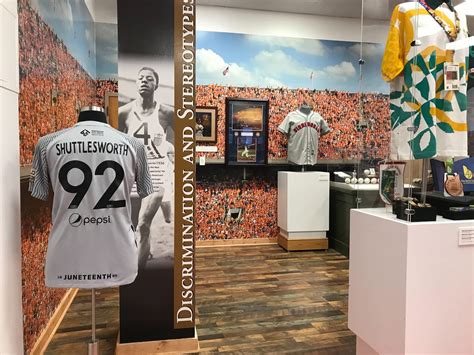 SHUTTLESWORTH
92
pepsi
JUNETEENTH
4
DISCRIMINATION AND STEREOTYPES